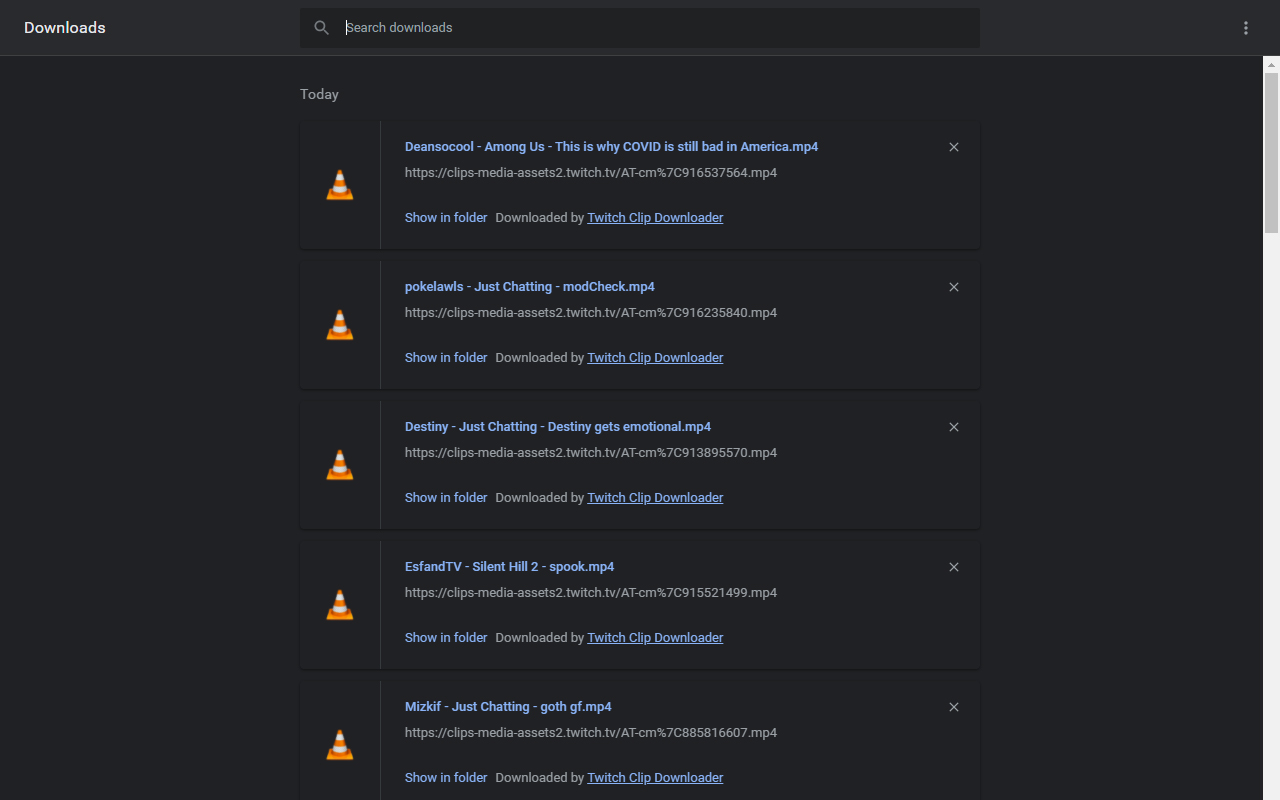 Downloads
Search downloads
Today
Deansocool - Among Us - This is why COVID is still bad in America.mp4
https://clips-media-assets2.twitch.tv/AT-cm%7C916537564.mp4
Show in folder Downloaded by Twitch Clip Downloader
pokelawls - Just Chatting - modCheck.mp4
https://clips-media-assets2.twitch.tv/AT-cm%7C916235840.mp4
Show in folder Downloaded by Twitch Clip Downloader
Destiny - Just Chatting - Destiny gets emotional.mp4
https://clips-media-assets2.twitch.tv/AT-cm%7C913895570.mp4
Show in folder Downloaded by Twitch Clip Downloader
EsfandTV - Silent Hill 2 - spook.mp4
https://clips-media-assets2.twitch.tv/AT-cm%7C915521499.mp4
Show in folder Downloaded by Twitch Clip Downloader
Mizkif - Just Chatting - goth gf.mp4
https://clips-media-assets2.twitch.tv/AT-cm%7C885816607.mp4
Show in folder Downloaded by Twitch Clip Downloader